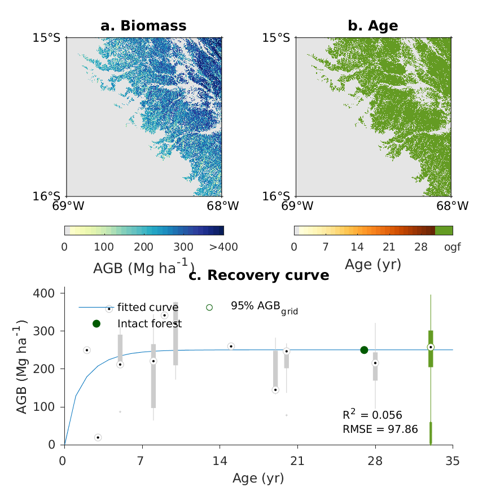 a. Biomass
b. Age
15°S
16°S
69°W
68°W
15°S
16°S
69°W
68°W
0 100 200 300 >400
AGB (Mg ha⁻¹)
0 7 14 21 28 ogf
Age (yr)
c. Recovery curve
fitted curve
95% AGB_grid
Intact forest
AGB (Mg ha⁻¹)
400
300
200
100
0
R² = 0.056
RMSE = 97.86
0 7 14 21 28 35
Age (yr)